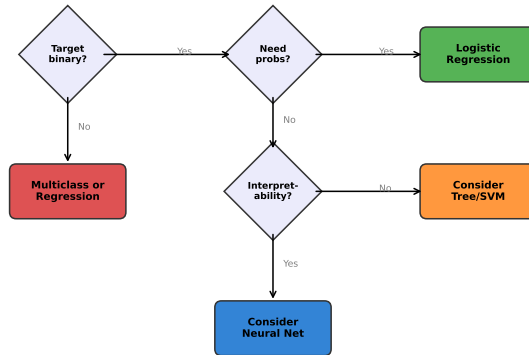 Target
binary?
Yes
Need
probs?
Yes
Logistic
Regression
No
No
Multiclass or
Regression
Interpret-
ability?
No
Consider
Tree/SVM
Yes
Consider
Neural Net